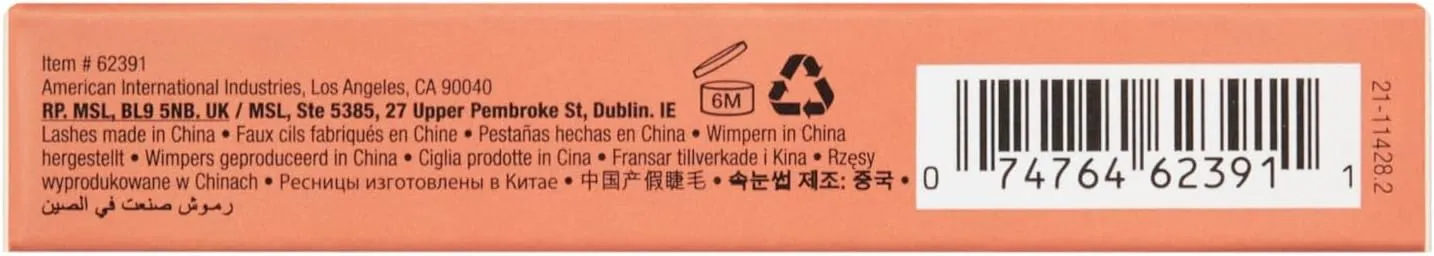 Item # 62391
American International Industries, Los Angeles, CA 90040
RP. MSL, BL9 5NB. UK / MSL, Ste 5385, 27 Upper Pembroke St, Dublin. IE
Lashes made in China • Faux cils fabriqués en Chine • Pestañas hechas en China • Wimpern in China
hergestellt • Wimpers geproduceerd in China • Ciglia prodotte in Cina • Fransar tillverkade i Kina • Rzęsy
wyprodukowane w Chinach • Ресницы изготовлены в Китае • 中国产假睫毛 • 속눈썹 제조: 중국 •
رموش صنعت في الصين
6M
0 74764 62391 1
21-11428.2